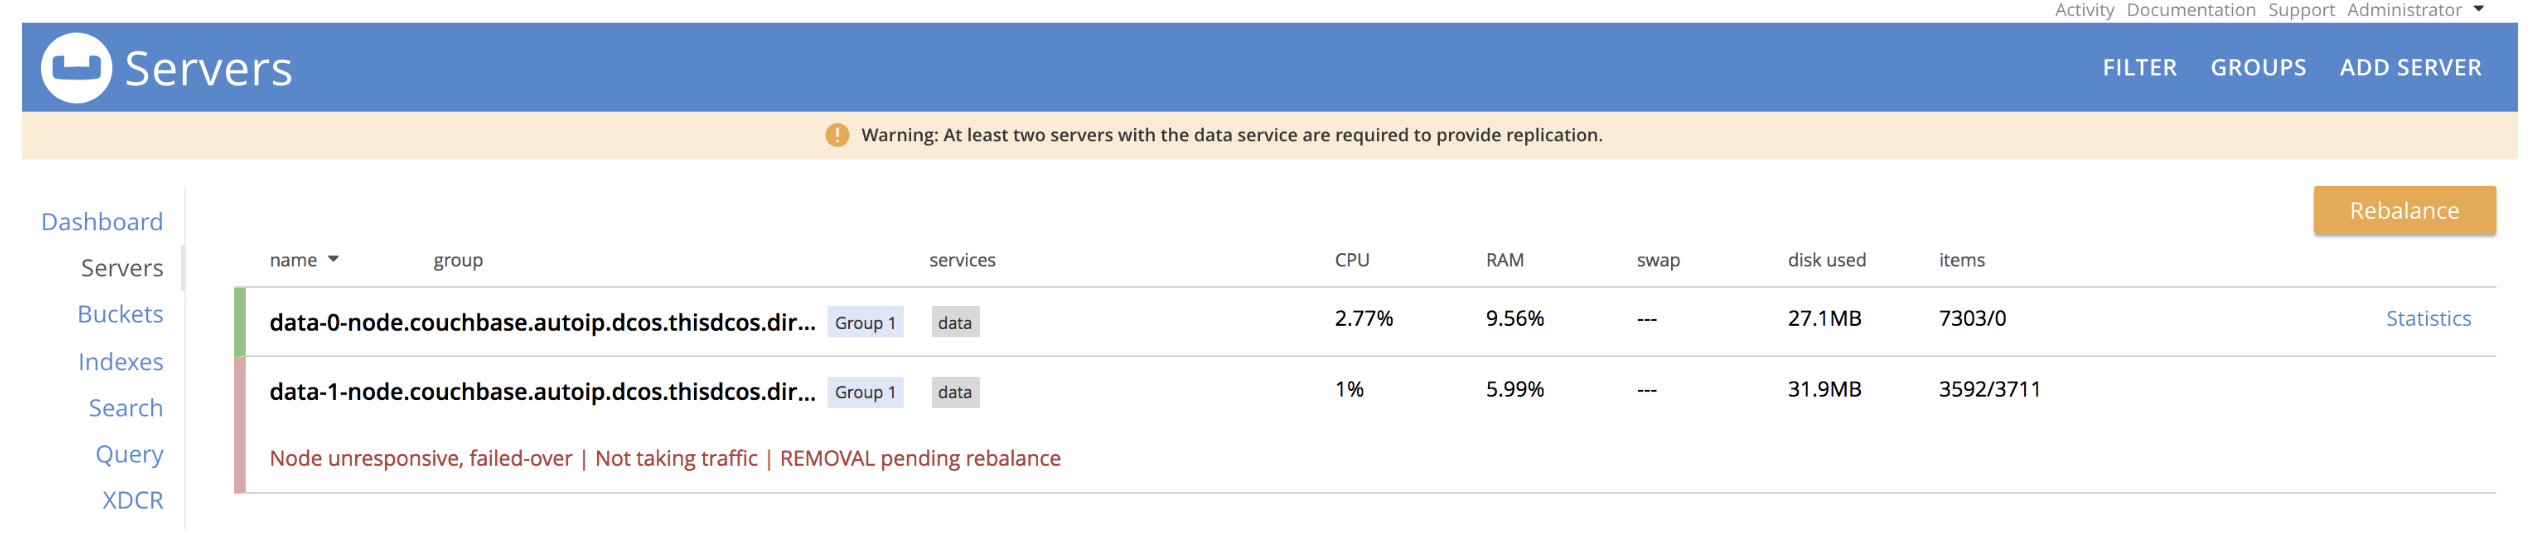 Activity Documentation Support Administrator
Servers
FILTER GROUPS ADD SERVER
Warning: At least two servers with the data service are required to provide replication.
Rebalance
Dashboard
Servers
Buckets
Indexes
Search
Query
XDCR
name group services CPU RAM swap disk used items
data-0-node.couchbase.autoip.dcos.thisdcos.dir... Group 1 data 2.77% 9.56% --- 27.1MB 7303/0 Statistics
data-1-node.couchbase.autoip.dcos.thisdcos.dir... Group 1 data 1% 5.99% --- 31.9MB 3592/3711
Node unresponsive, failed-over | Not taking traffic | REMOVAL pending rebalance